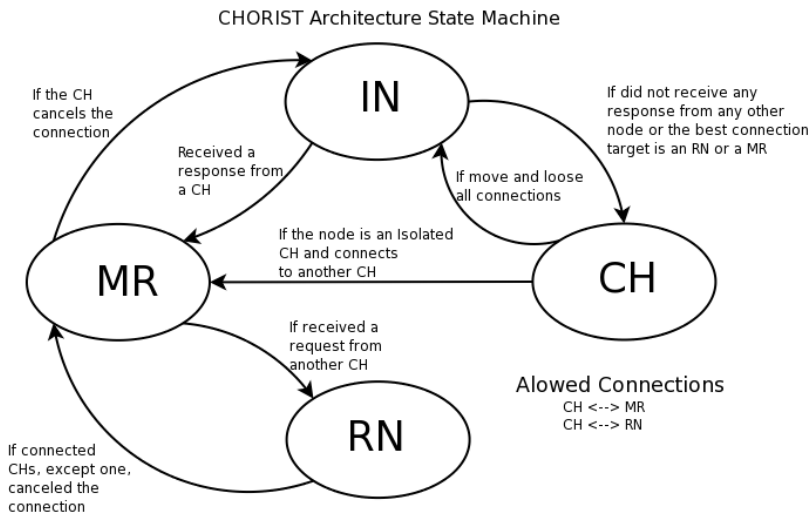 CHORIST Architecture State Machine
IN
If the CH
cancels the
connection
If did not receive any
response from any other
node or the best connection
target is an RN or a MR
Received a
response from
a CH
If move and loose
all connections
If the node is an Isolated
CH and connects
to another CH
MR
CH
If received a
request from
another CH
Alowed Connections
CH <--> MR
CH <--> RN
RN
If connected
CHs, except one,
canceled the
connection